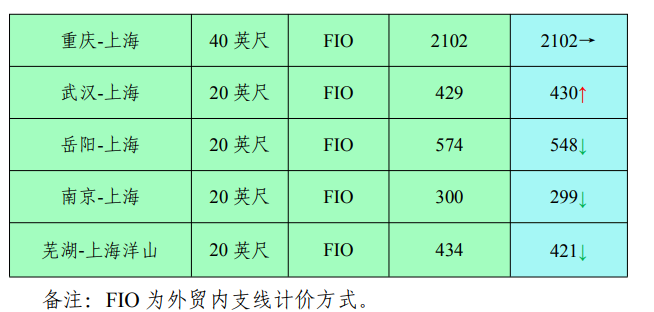 重庆-上海 40 英尺 FIO 2102 2102→
武汉-上海 20 英尺 FIO 429 430↑
岳阳-上海 20 英尺 FIO 574 548↓
南京-上海 20 英尺 FIO 300 299↓
芜湖-上海洋山 20 英尺 FIO 434 421↓
备注：FIO 为外贸内支线计价方式。